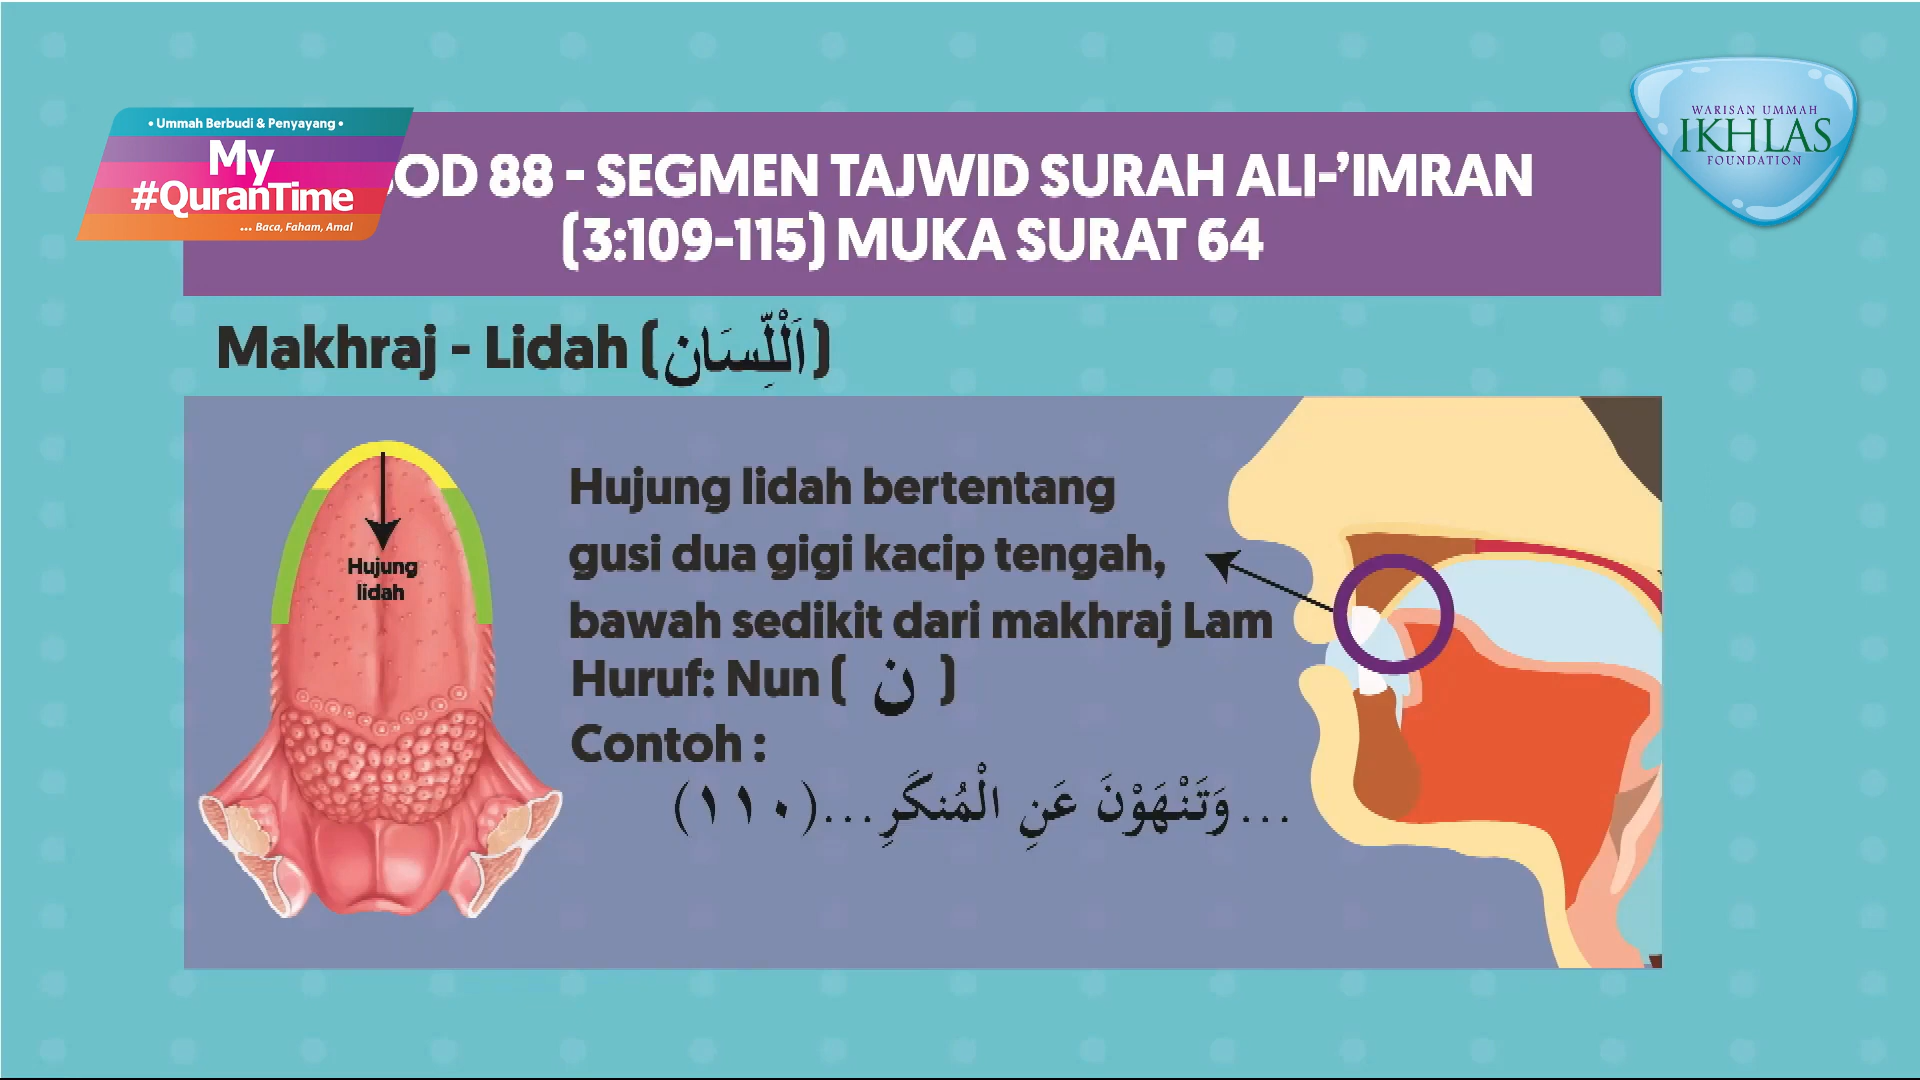 • Ummah Berbudi & Penyayang •
My
#QuranTime
... Baca, Faham, Amal
WARISAN UMMAH
IKHLAS
FOUNDATION
88 - SEGMEN TAJWID SURAH ALI-'IMRAN
(3:109-115) MUKA SURAT 64
Makhraj - Lidah (اَلْلِّسَان)
Hujung
lidah
Hujung lidah bertentang
gusi dua gigi kacip tengah,
bawah sedikit dari makhraj Lam
Huruf: Nun ( ن )
Contoh :
... وَتَنْهَوْنَ عَنِ الْمُنكَرِ...(١١٠)